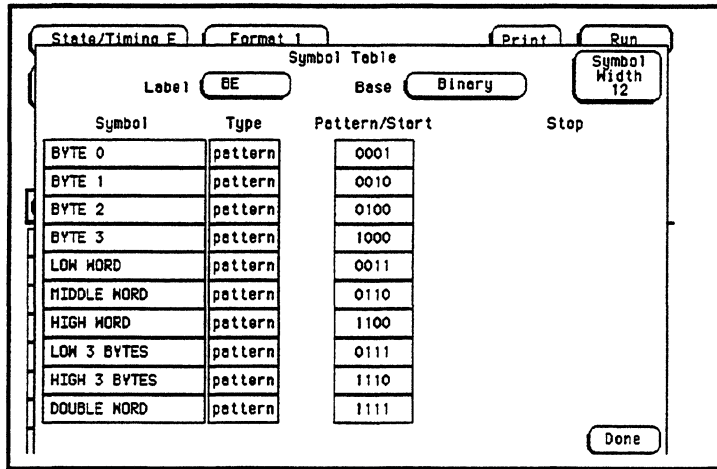 State/Timing E Format 1 Print Run
Symbol Table
Label BE Base Binary Symbol Width 12
Symbol Type Pattern/Start Stop
BYTE 0 pattern 0001
BYTE 1 pattern 0010
BYTE 2 pattern 0100
BYTE 3 pattern 1000
LOW WORD pattern 0011
MIDDLE WORD pattern 0110
HIGH WORD pattern 1100
LOW 3 BYTES pattern 0111
HIGH 3 BYTES pattern 1110
DOUBLE WORD pattern 1111
Done